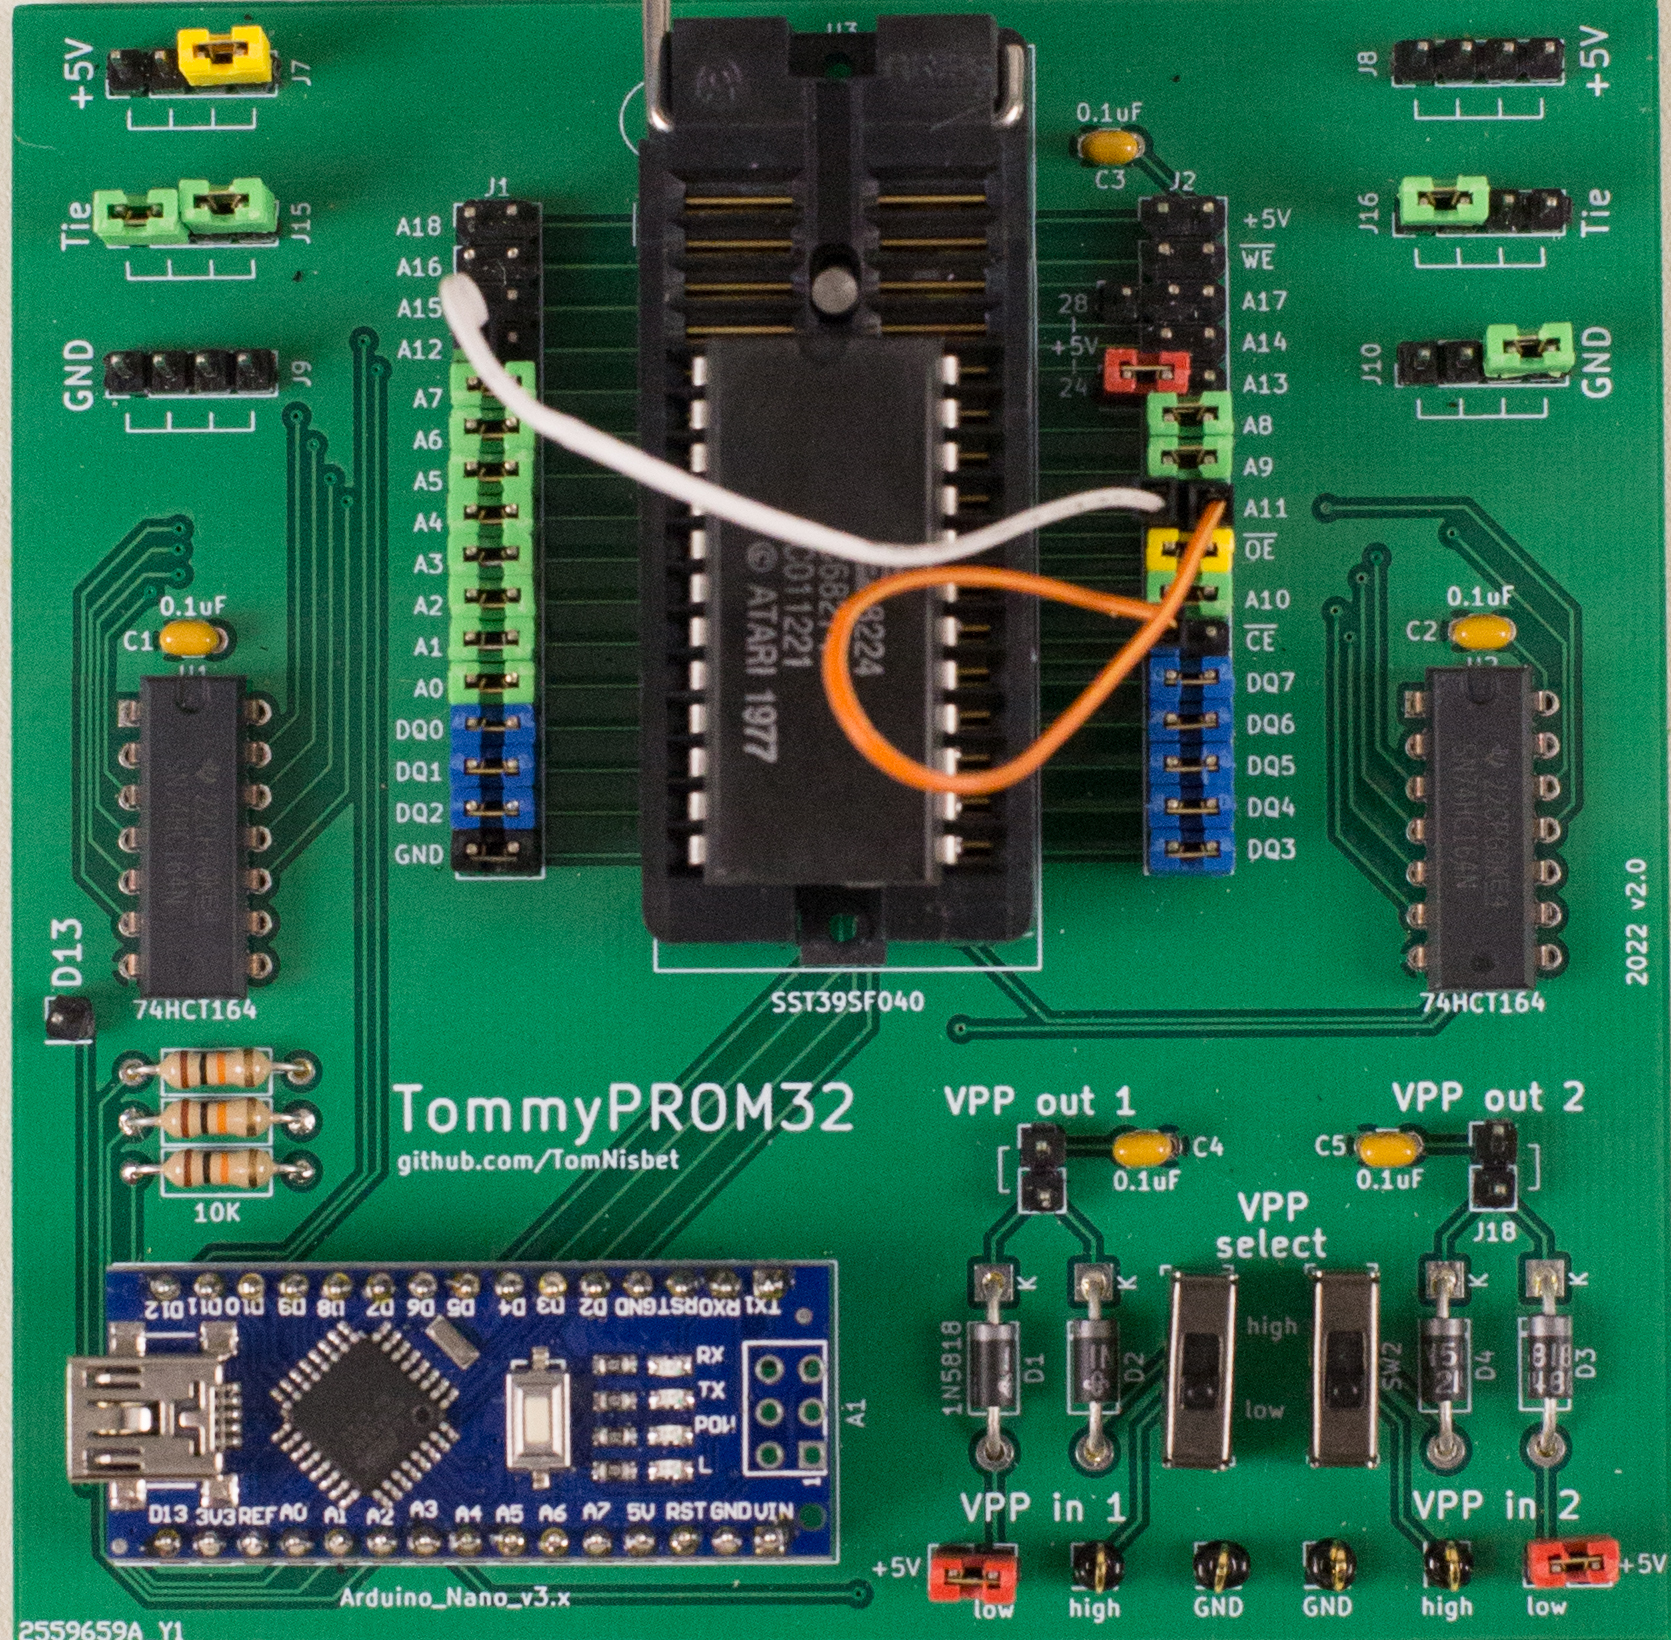 +5V
J7
J8
+5V
0.1uF
C3
Tie
J15
J1
J2
J16
Tie
GND
J9
J10
GND
A18
A16
A15
A12
A7
A6
A5
A4
A3
A2
A1
A0
DQ0
DQ1
DQ2
GND
+5V
WE
A17
A14
A13
28
+5V
24
A8
A9
A11
OE
A10
CE
DQ7
DQ6
DQ5
DQ4
DQ3
C011221
© ATARI 1977
0.1uF
C1
U1
74HCT164
0.1uF
C2
SN74HC164N
74HCT164
2022 v2.0
D13
SST39SF040
10K
TommyPROM32
github.com/TomNisbet
VPP out 1
C4
0.1uF
VPP out 2
C5
0.1uF
J18
VPP
select
high
low
SW2
1N5818
D1
K
D2
K
D4
K
D3
K
D12 D11 D10 D9 D8 D7 D6 D5 D4 D3 D2 GND RST RX0 TX1
RX
TX
POW
L
A1
1
D13 3V3 REF A0 A1 A2 A3 A4 A5 A6 A7 5V RST GND VIN
Arduino_Nano_v3.x
VPP in 1
VPP in 2
+5V
low
high
GND
GND
high
low
+5V
2559659A Y1